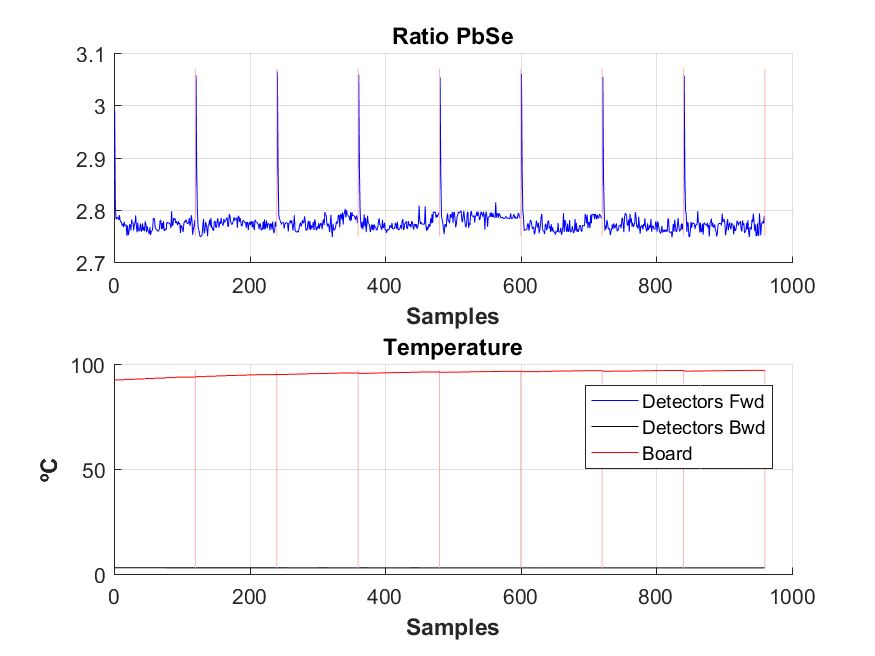 Ratio PbSe
3.1
3
2.9
2.8
2.7
0 200 400 600 800 1000
Samples
Temperature
100
50
0
ºC
Detectors Fwd
Detectors Bwd
Board
0 200 400 600 800 1000
Samples